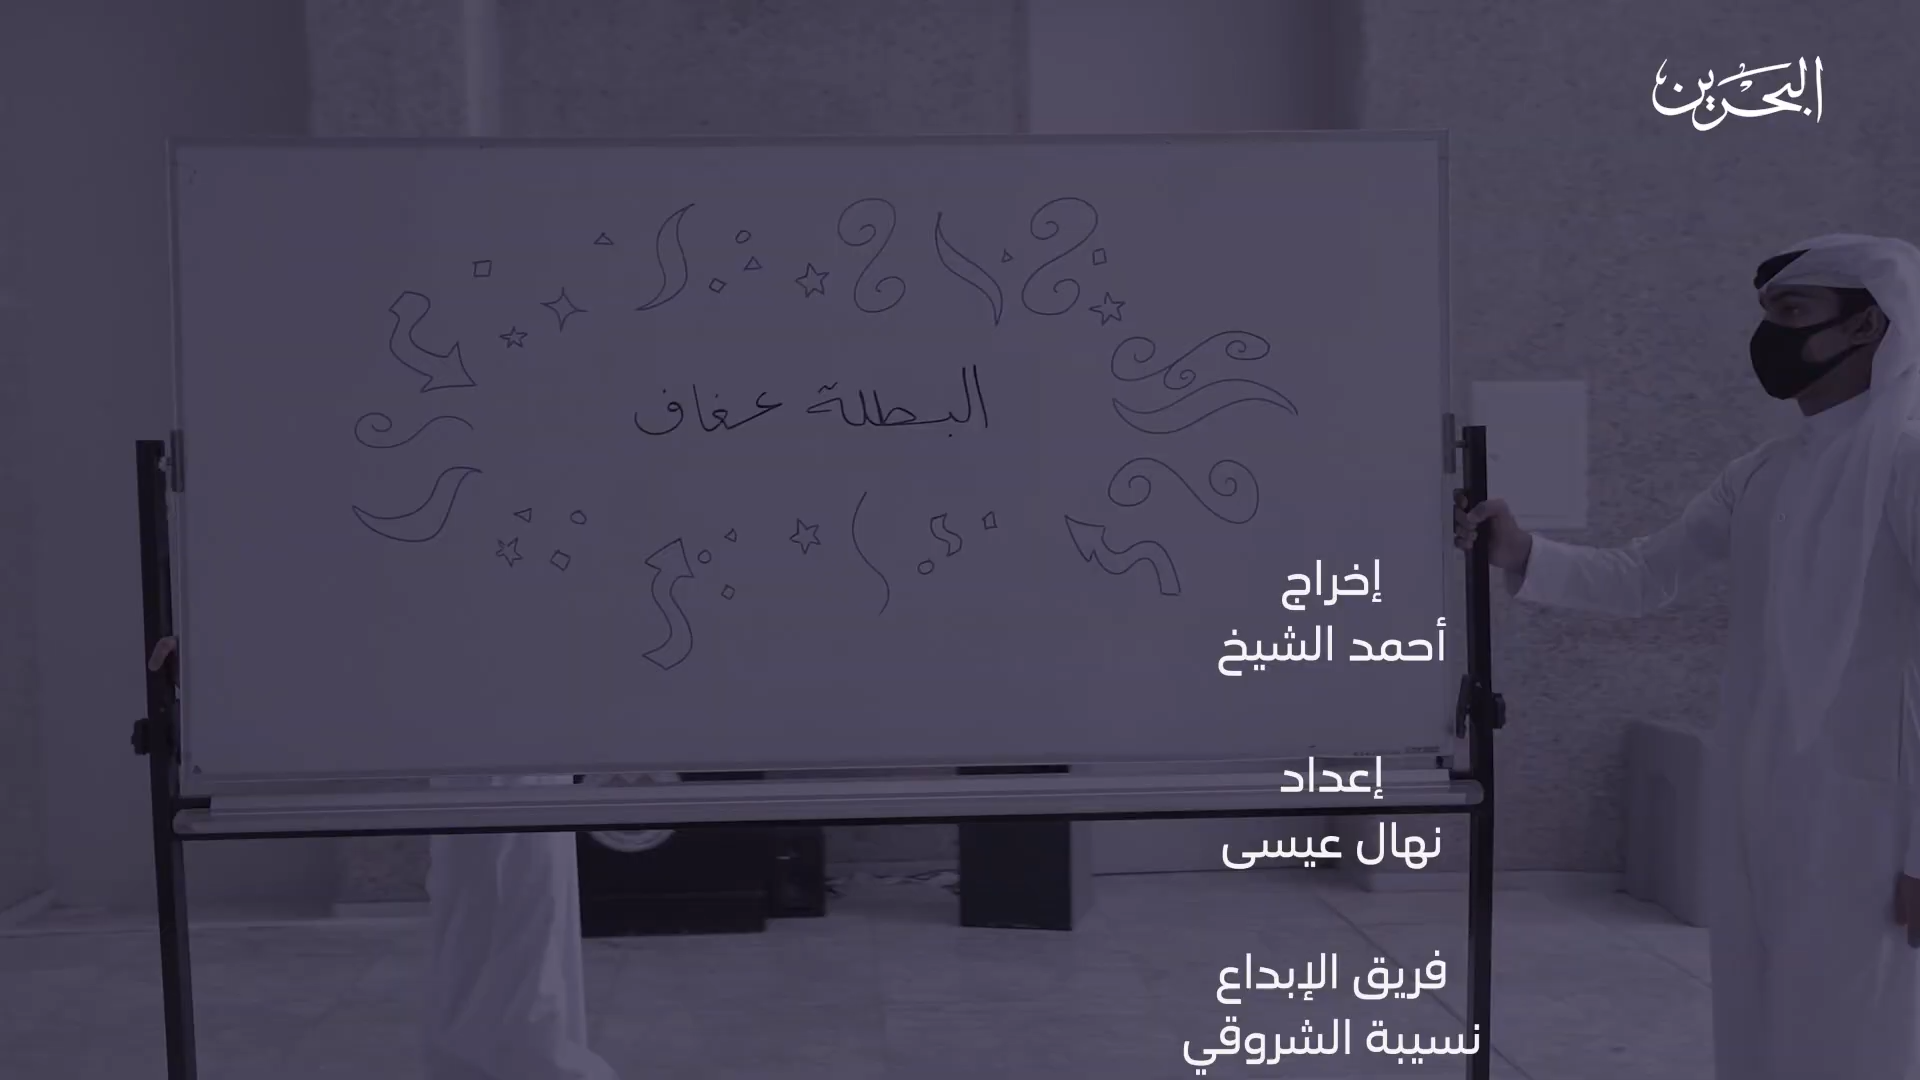 البحرين
البطلة عفاف
إخراج
أحمد الشيخ
إعداد
نهال عيسى
فريق الإبداع
نسيبة الشروقي